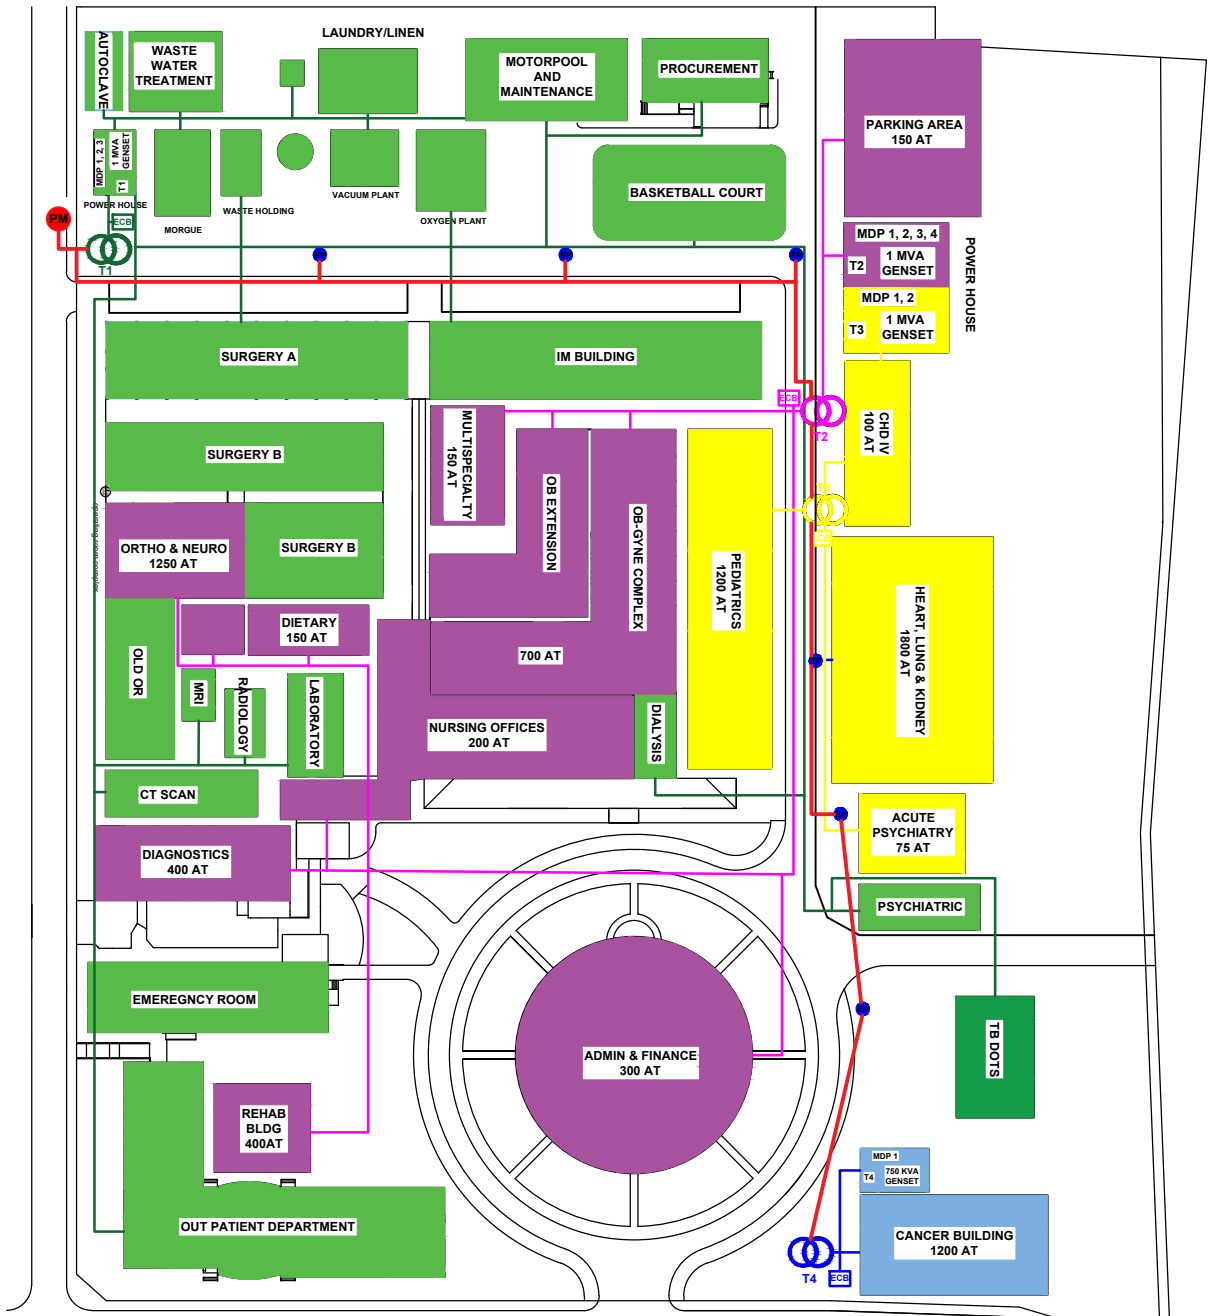 AUTOCLAVE
WASTE
WATER
TREATMENT
LAUNDRY/LINEN
MOTORPOOL
AND
MAINTENANCE
PROCUREMENT
PARKING AREA
150 AT
MDP 1, 2, 3
1 MVA
GENSET
T1
POWER HOUSE
MORGUE
WASTE HOLDING
VACUUM PLANT
OXYGEN PLANT
BASKETBALL COURT
PM
ECB
T1
MDP 1, 2, 3, 4
T2
1 MVA
GENSET
MDP 1, 2
T3
1 MVA
GENSET
POWER HOUSE
SURGERY A
IM BUILDING
ECB
T2
CHD IV
100 AT
SURGERY B
MULTISPECIALTY
150 AT
OB EXTENSION
OB-GYNE COMPLEX
700 AT
PEDIATRICS
1200 AT
T3
ECB
operating room complex
ORTHO & NEURO
1250 AT
SURGERY B
HEART, LUNG & KIDNEY
1800 AT
OLD OR
DIETARY
150 AT
MRI
RADIOLOGY
LABORATORY
NURSING OFFICES
200 AT
DIALYSIS
CT SCAN
DIAGNOSTICS
400 AT
ACUTE
PSYCHIATRY
75 AT
PSYCHIATRIC
EMEREGNCY ROOM
ADMIN & FINANCE
300 AT
TB DOTS
REHAB
BLDG
400AT
OUT PATIENT DEPARTMENT
MDP 1
T4
750 KVA
GENSET
CANCER BUILDING
1200 AT
T4
ECB